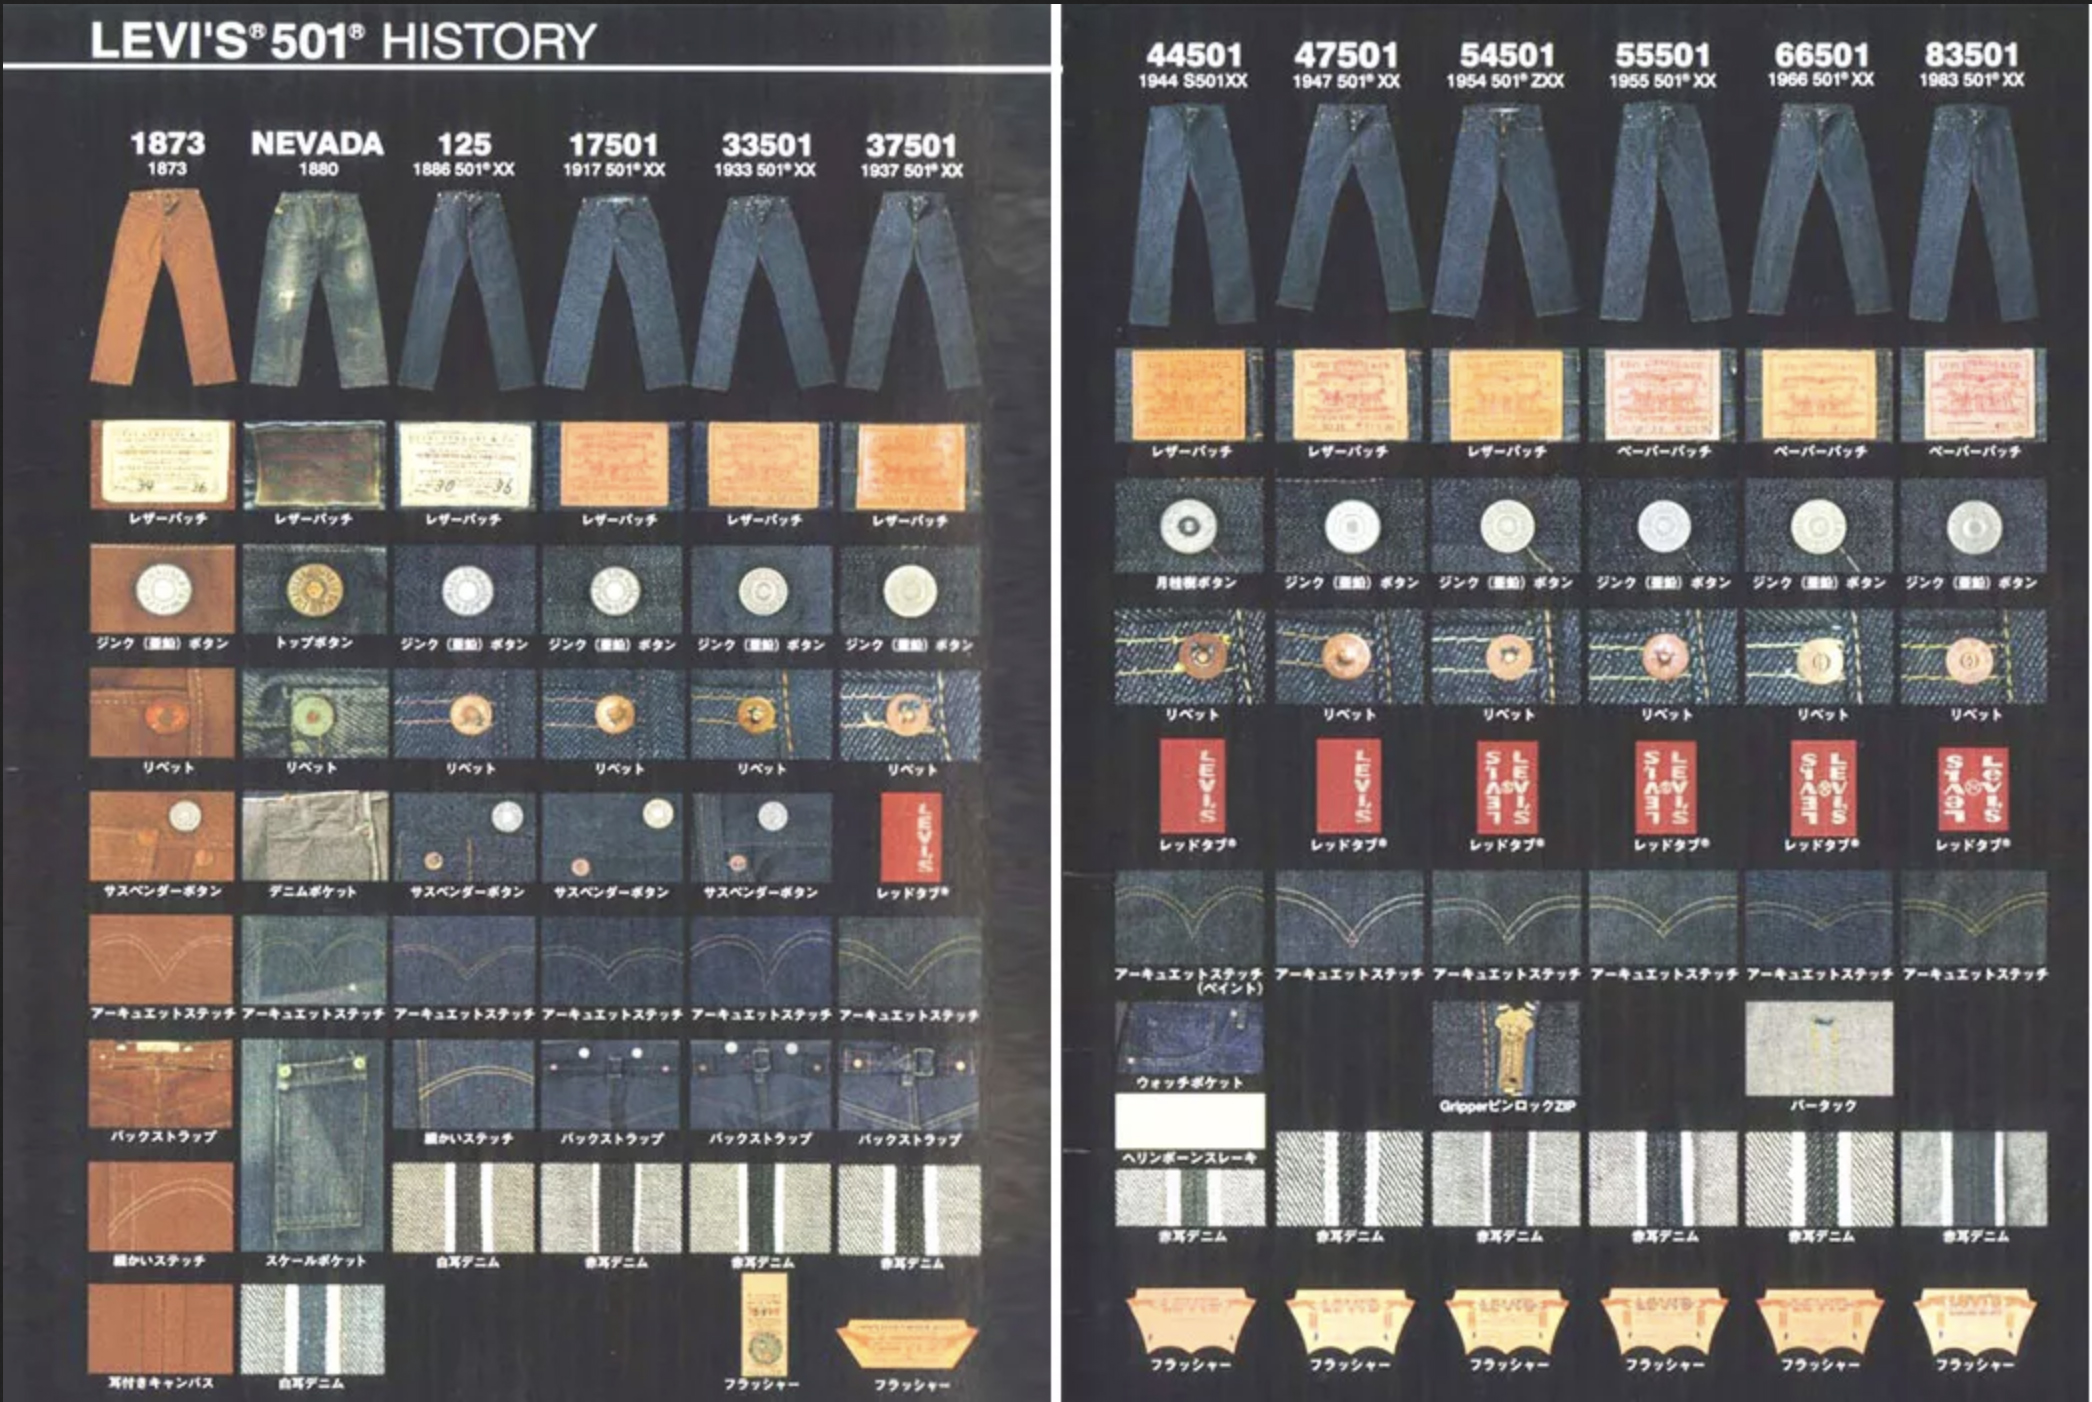 LEVI'S® 501® HISTORY
1873
1873
NEVADA
1880
125
1886 501® XX
17501
1917 501® XX
33501
1933 501® XX
37501
1937 501® XX
レザーパッチ
レザーパッチ
レザーパッチ
レザーパッチ
レザーパッチ
レザーパッチ
ジンク（亜鉛）ボタン
トップボタン
ジンク（亜鉛）ボタン
ジンク（亜鉛）ボタン
ジンク（亜鉛）ボタン
ジンク（亜鉛）ボタン
リベット
リベット
リベット
リベット
リベット
リベット
LEVI'S
サスペンダーボタン
デニムポケット
サスペンダーボタン
サスペンダーボタン
サスペンダーボタン
レッドタブ®
アーキュエットステッチ
アーキュエットステッチ
アーキュエットステッチ
アーキュエットステッチ
アーキュエットステッチ
アーキュエットステッチ
バックストラップ
細かいステッチ
バックストラップ
バックストラップ
バックストラップ
細かいステッチ
スケールポケット
白耳デニム
赤耳デニム
赤耳デニム
赤耳デニム
耳付きキャンバス
白耳デニム
フラッシャー
フラッシャー
44501
1944 S501XX
47501
1947 501® XX
54501
1954 501® ZXX
55501
1955 501® XX
66501
1966 501® XX
83501
1983 501® XX
レザーパッチ
レザーパッチ
レザーパッチ
ペーパーパッチ
ペーパーパッチ
ペーパーパッチ
月桂樹ボタン
ジンク（亜鉛）ボタン
ジンク（亜鉛）ボタン
ジンク（亜鉛）ボタン
ジンク（亜鉛）ボタン
ジンク（亜鉛）ボタン
リベット
リベット
リベット
リベット
リベット
リベット
LEVI'S
LEVI'S
LEVI'S
LEVI'S
LEVI'S
LEVI'S
LEVI'S
LEVI'S
LeVI'S
LeVI'S
レッドタブ®
レッドタブ®
レッドタブ®
レッドタブ®
レッドタブ®
レッドタブ®
アーキュエットステッチ
（ペイント）
アーキュエットステッチ
アーキュエットステッチ
アーキュエットステッチ
アーキュエットステッチ
アーキュエットステッチ
ウォッチポケット
GripperピンロックZIP
バータック
ヘリンボーンスレーキ
赤耳デニム
赤耳デニム
赤耳デニム
赤耳デニム
赤耳デニム
赤耳デニム
フラッシャー
フラッシャー
フラッシャー
フラッシャー
フラッシャー
フラッシャー